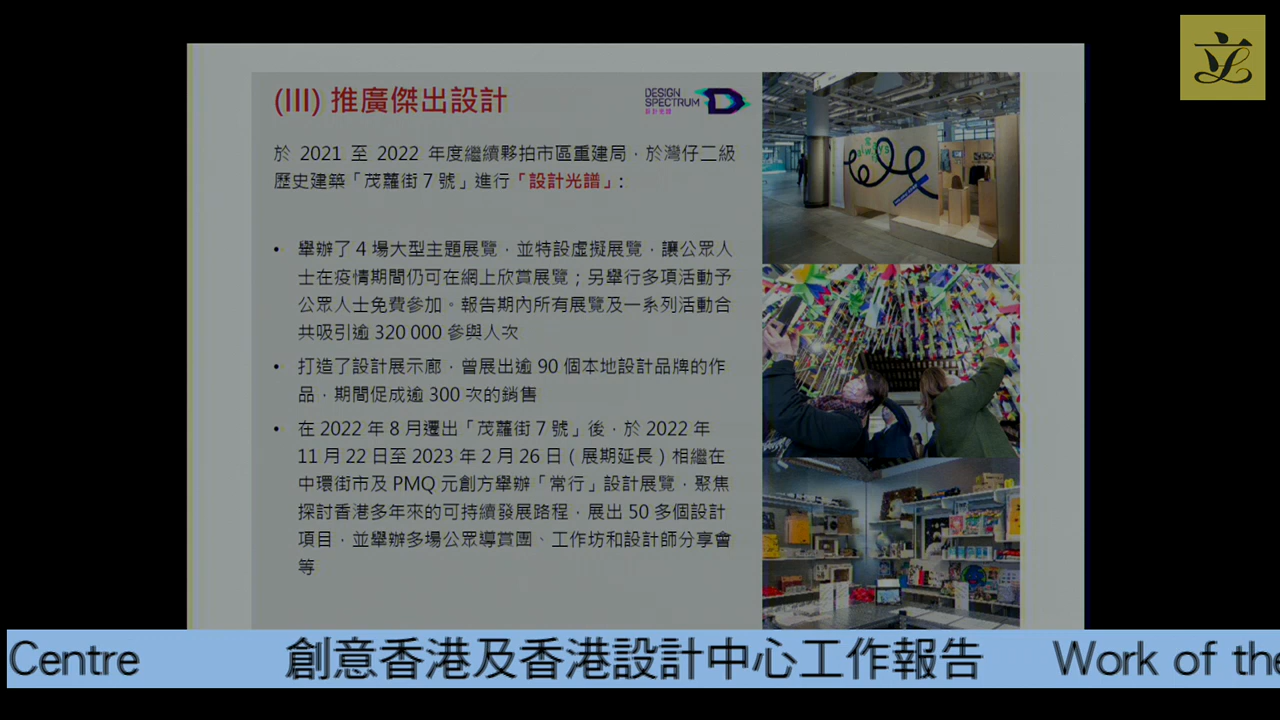 (III) 推廣傑出設計
DESIGN
SPECTRUM
設計光譜
於 2021 至 2022 年度繼續夥拍市區重建局，於灣仔二級
歷史建築「茂蘿街 7 號」進行「設計光譜」：
• 舉辦了 4 場大型主題展覽，並特設虛擬展覽，讓公眾人
士在疫情期間仍可在網上欣賞展覽；另舉行多項活動予
公眾人士免費參加。報告期內所有展覽及一系列活動合
共吸引逾 320 000 參與人次
• 打造了設計展示廊，曾展出逾 90 個本地設計品牌的作
品，期間促成逾 300 次的銷售
• 在 2022 年 8 月遷出「茂蘿街 7 號」後，於 2022 年
11 月 22 日至 2023 年 2 月 26 日（展期延長）相繼在
中環街市及 PMQ 元創方舉辦「常行」設計展覽，聚焦
探討香港多年來的可持續發展路程，展出 50 多個設計
項目，並舉辦多場公眾導賞團、工作坊和設計師分享會
等
Centre 創意香港及香港設計中心工作報告 Work of the